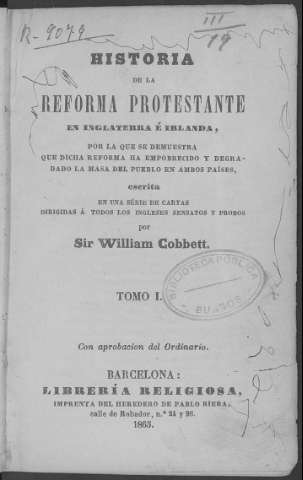 R-9079
III
19
HISTORIA
DE LA
REFORMA PROTESTANTE
EN INGLATERRA É IRLANDA,
POR LA QUE SE DEMUESTRA
QUE DICHA REFORMA HA EMPOBRECIDO Y DEGRA-
DADO LA MASA DEL PUEBLO EN AMBOS PAÍSES,
escrita
EN UNA SÉRIE DE CARTAS
DIRIGIDAS Á TODOS LOS INGLESES SENSATOS Y PROBOS
por
Sir William Cobbett.
BIBLIOTECA PÚBLICA
BURGOS
TOMO I.
Con aprobacion del Ordinario.
BARCELONA:
LIBRERÍA RELIGIOSA,
IMPRENTA DEL HEREDERO DE PABLO RIERA,
calle de Robador, n.º 24 y 26.
1863.